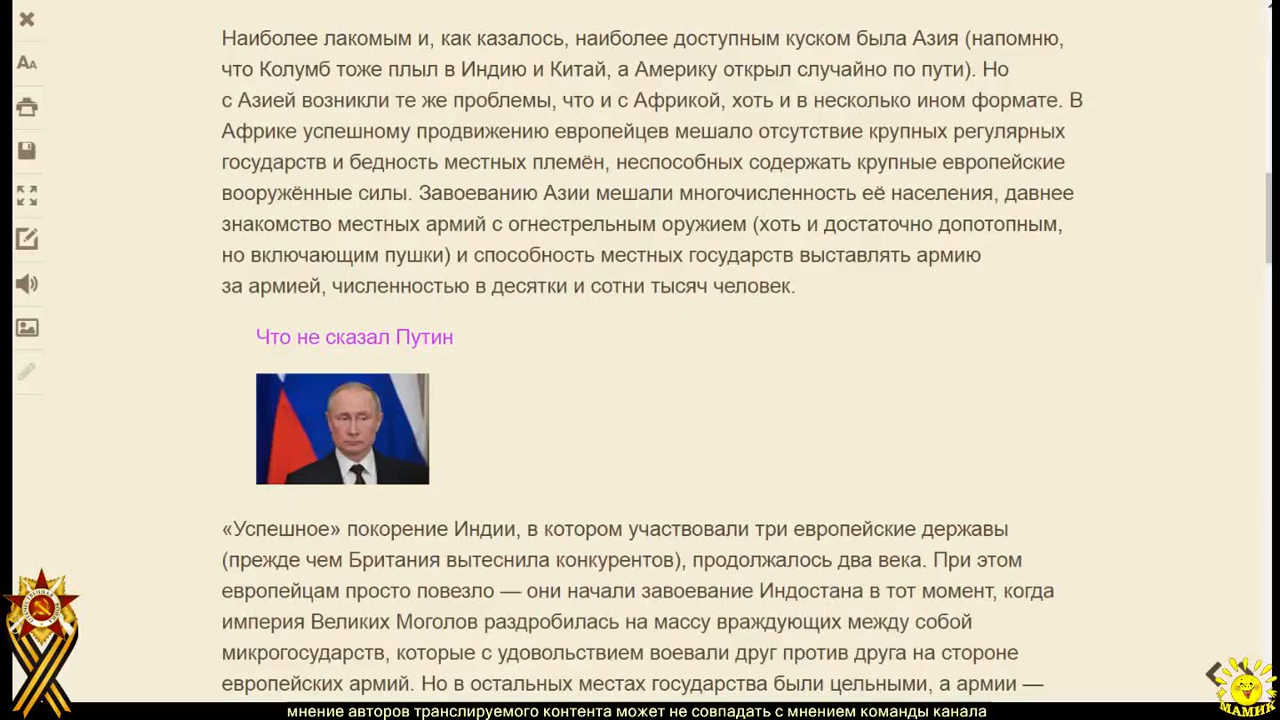 Наиболее лакомым и, как казалось, наиболее доступным куском была Азия (напомню,
что Колумб тоже плыл в Индию и Китай, а Америку открыл случайно по пути). Но
с Азией возникли те же проблемы, что и с Африкой, хоть и в несколько ином формате. В
Африке успешному продвижению европейцев мешало отсутствие крупных регулярных
государств и бедность местных племён, неспособных содержать крупные европейские
вооружённые силы. Завоеванию Азии мешали многочисленность её населения, давнее
знакомство местных армий с огнестрельным оружием (хоть и достаточно допотопным,
но включающим пушки) и способность местных государств выставлять армию
за армией, численностью в десятки и сотни тысяч человек.
Что не сказал Путин
«Успешное» покорение Индии, в котором участвовали три европейские державы
(прежде чем Британия вытеснила конкурентов), продолжалось два века. При этом
европейцам просто повезло — они начали завоевание Индостана в тот момент, когда
империя Великих Моголов раздробилась на массу враждующих между собой
микрогосударств, которые с удовольствием воевали друг против друга на стороне
европейских армий. Но в остальных местах государства были цельными, а армии —
МАМИК
мнение авторов транслируемого контента может не совпадать с мнением команды канала